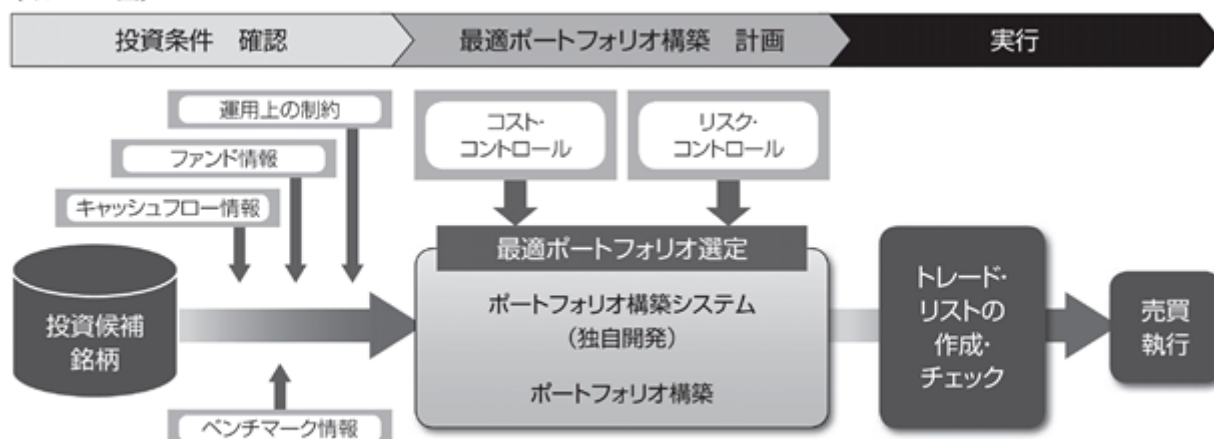 投資条件 確認
最適ポートフォリオ構築 計画
実行
運用上の制約
ファンド情報
キャッシュフロー情報
投資候補
銘柄
ベンチマーク情報
コスト・
コントロール
リスク・
コントロール
最適ポートフォリオ選定
ポートフォリオ構築システム
（独自開発）
ポートフォリオ構築
トレード・
リストの
作成・
チェック
売買
執行